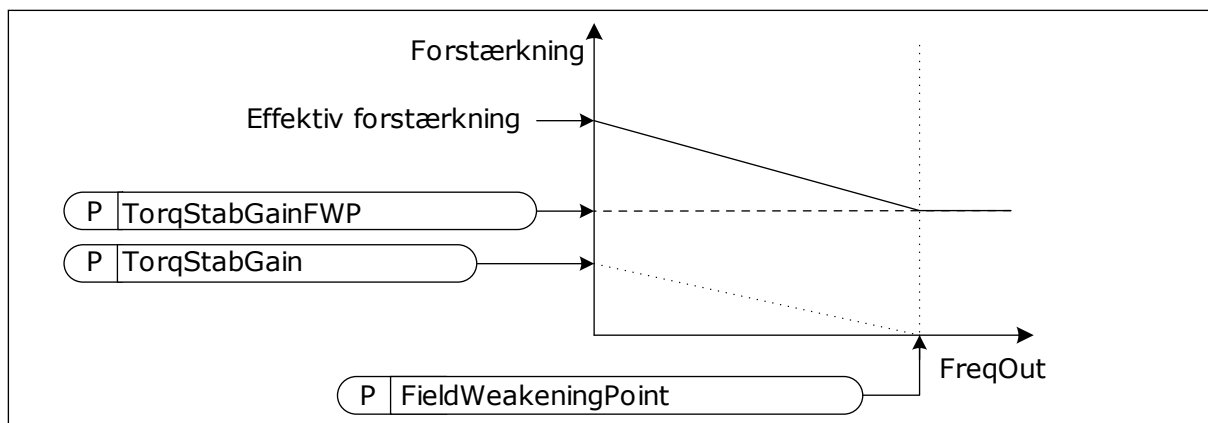 Forstærkning
Effektiv forstærkning
P TorqStabGainFWP
P TorqStabGain
FreqOut
P FieldWeakeningPoint